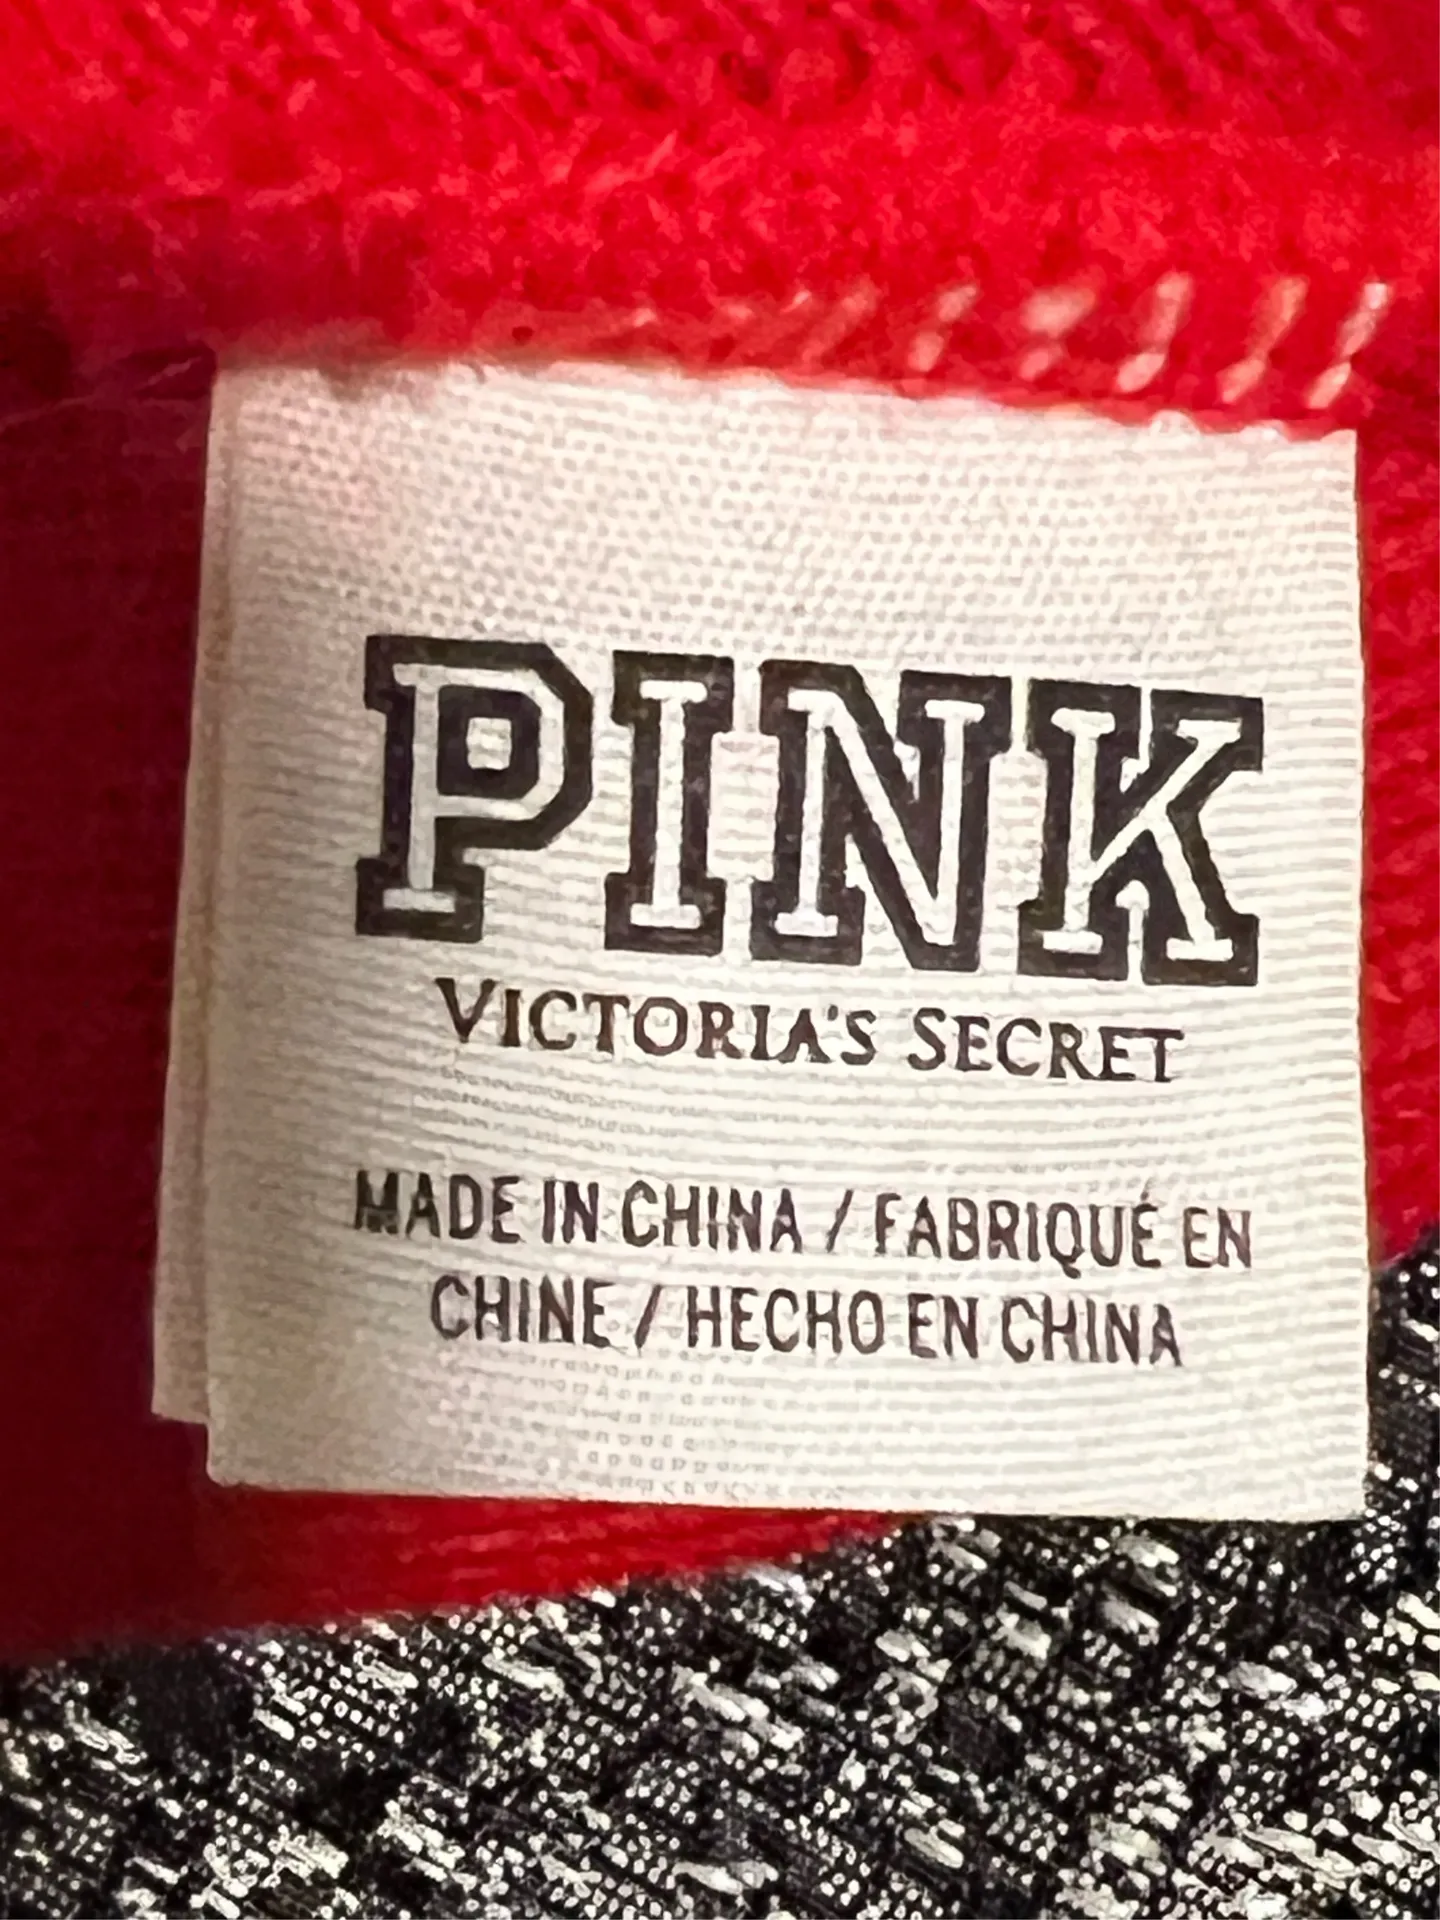 PINK
VICTORIA'S SECRET
MADE IN CHINA / FABRIQUÉ EN
CHINE / HECHO EN CHINA